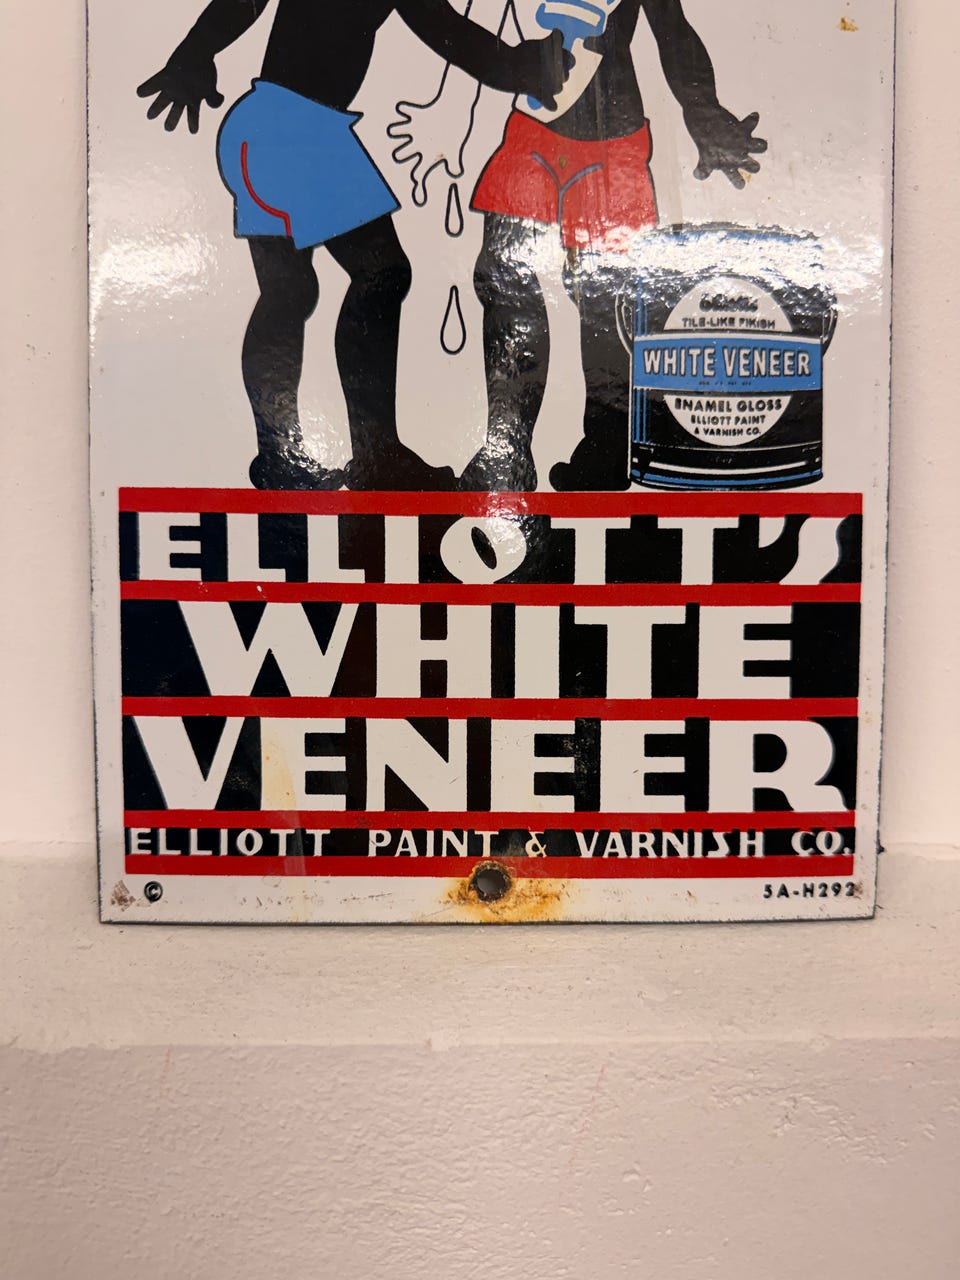 Elliott's
TILE-LIKE FINISH
WHITE VENEER
ENAMEL GLOSS
ELLIOTT PAINT
& VARNISH CO.
ELLIOTT'S
WHITE
VENEER
ELLIOTT PAINT & VARNISH CO.
© 5A-H292